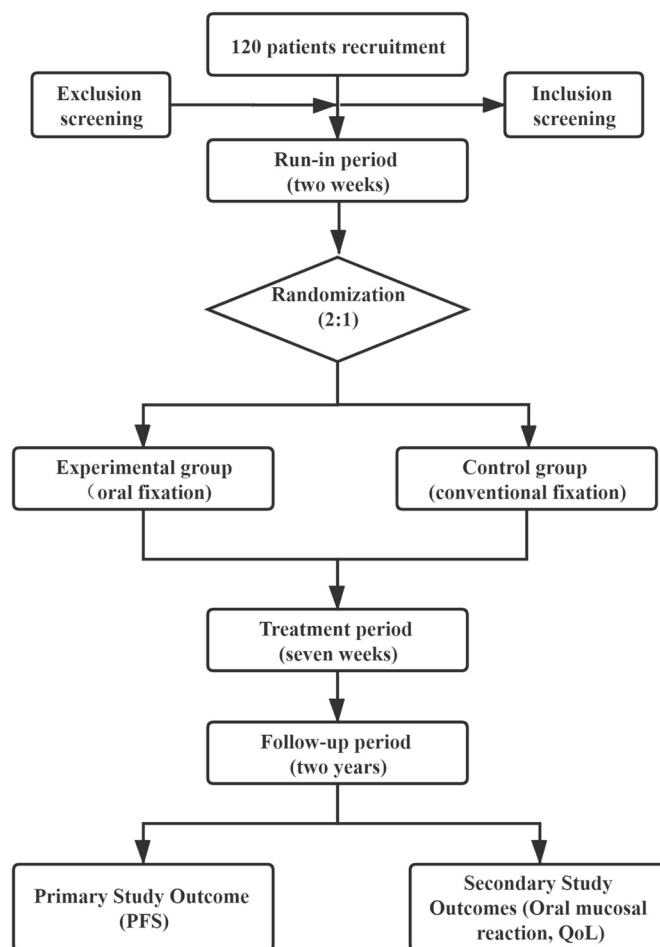 120 patients recruitment
Exclusion
screening
Inclusion
screening
Run-in period
(two weeks)
Randomization
(2:1)
Experimental group
（oral fixation)
Control group
(conventional fixation)
Treatment period
(seven weeks)
Follow-up period
(two years)
Primary Study Outcome
(PFS)
Secondary Study
Outcomes (Oral mucosal
reaction, QoL)